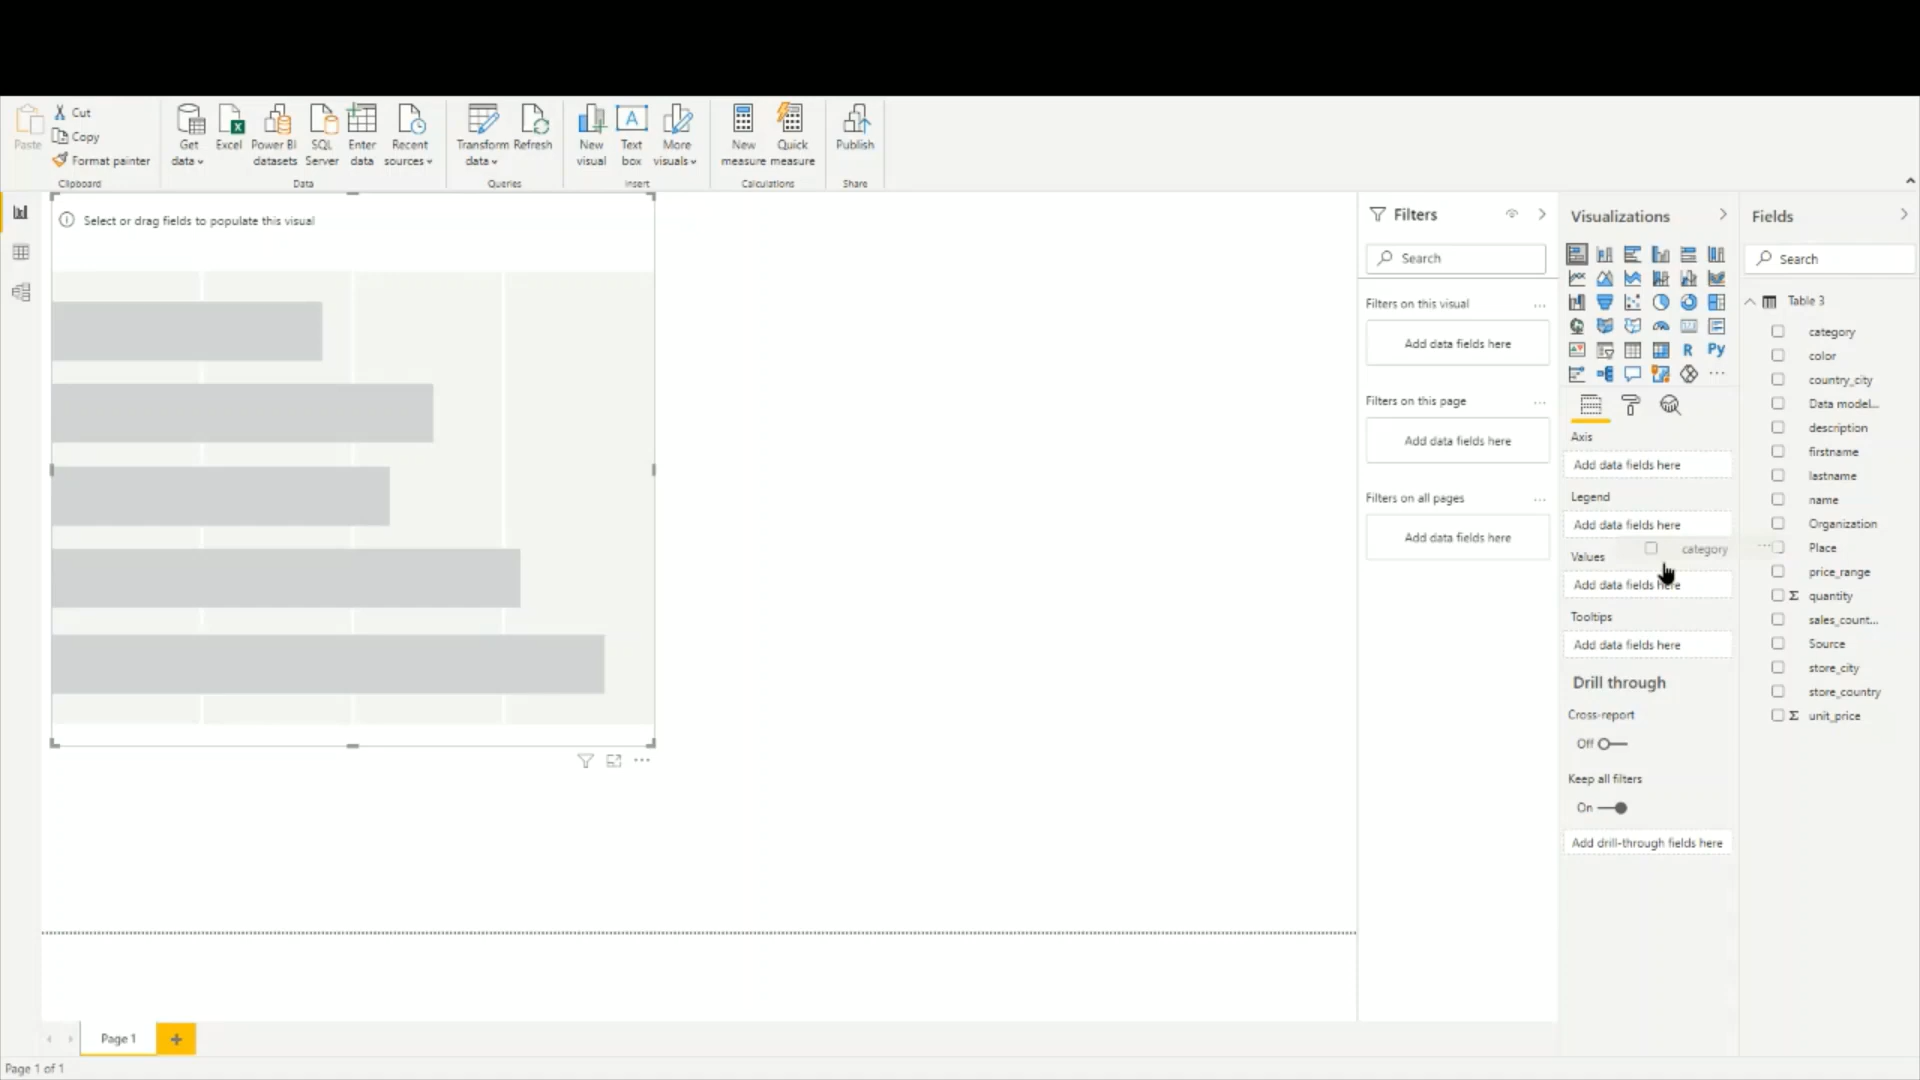 Paste
Cut
Copy
Format painter
Clipboard
Get data
Excel
Power BI datasets
SQL Server
Enter data
Recent sources
Data
Transform data
Refresh
Queries
New visual
Text box
More visuals
Insert
New measure
Quick measure
Calculations
Publish
Share
Select or drag fields to populate this visual
Filters
Search
Filters on this visual
...
Add data fields here
Filters on this page
...
Add data fields here
Filters on all pages
...
Add data fields here
Visualizations
R
Py
...
Axis
Add data fields here
Legend
Add data fields here
category
Values
Add data fields here
Tooltips
Add data fields here
Drill through
Cross-report
Off
Keep all filters
On
Add drill-through fields here
Fields
Search
Table 3
category
color
country_city
Data model...
description
firstname
lastname
name
Organization
Place
price_range
Σ quantity
sales_count...
Source
store_city
store_country
Σ unit_price
Page 1
+
Page 1 of 1